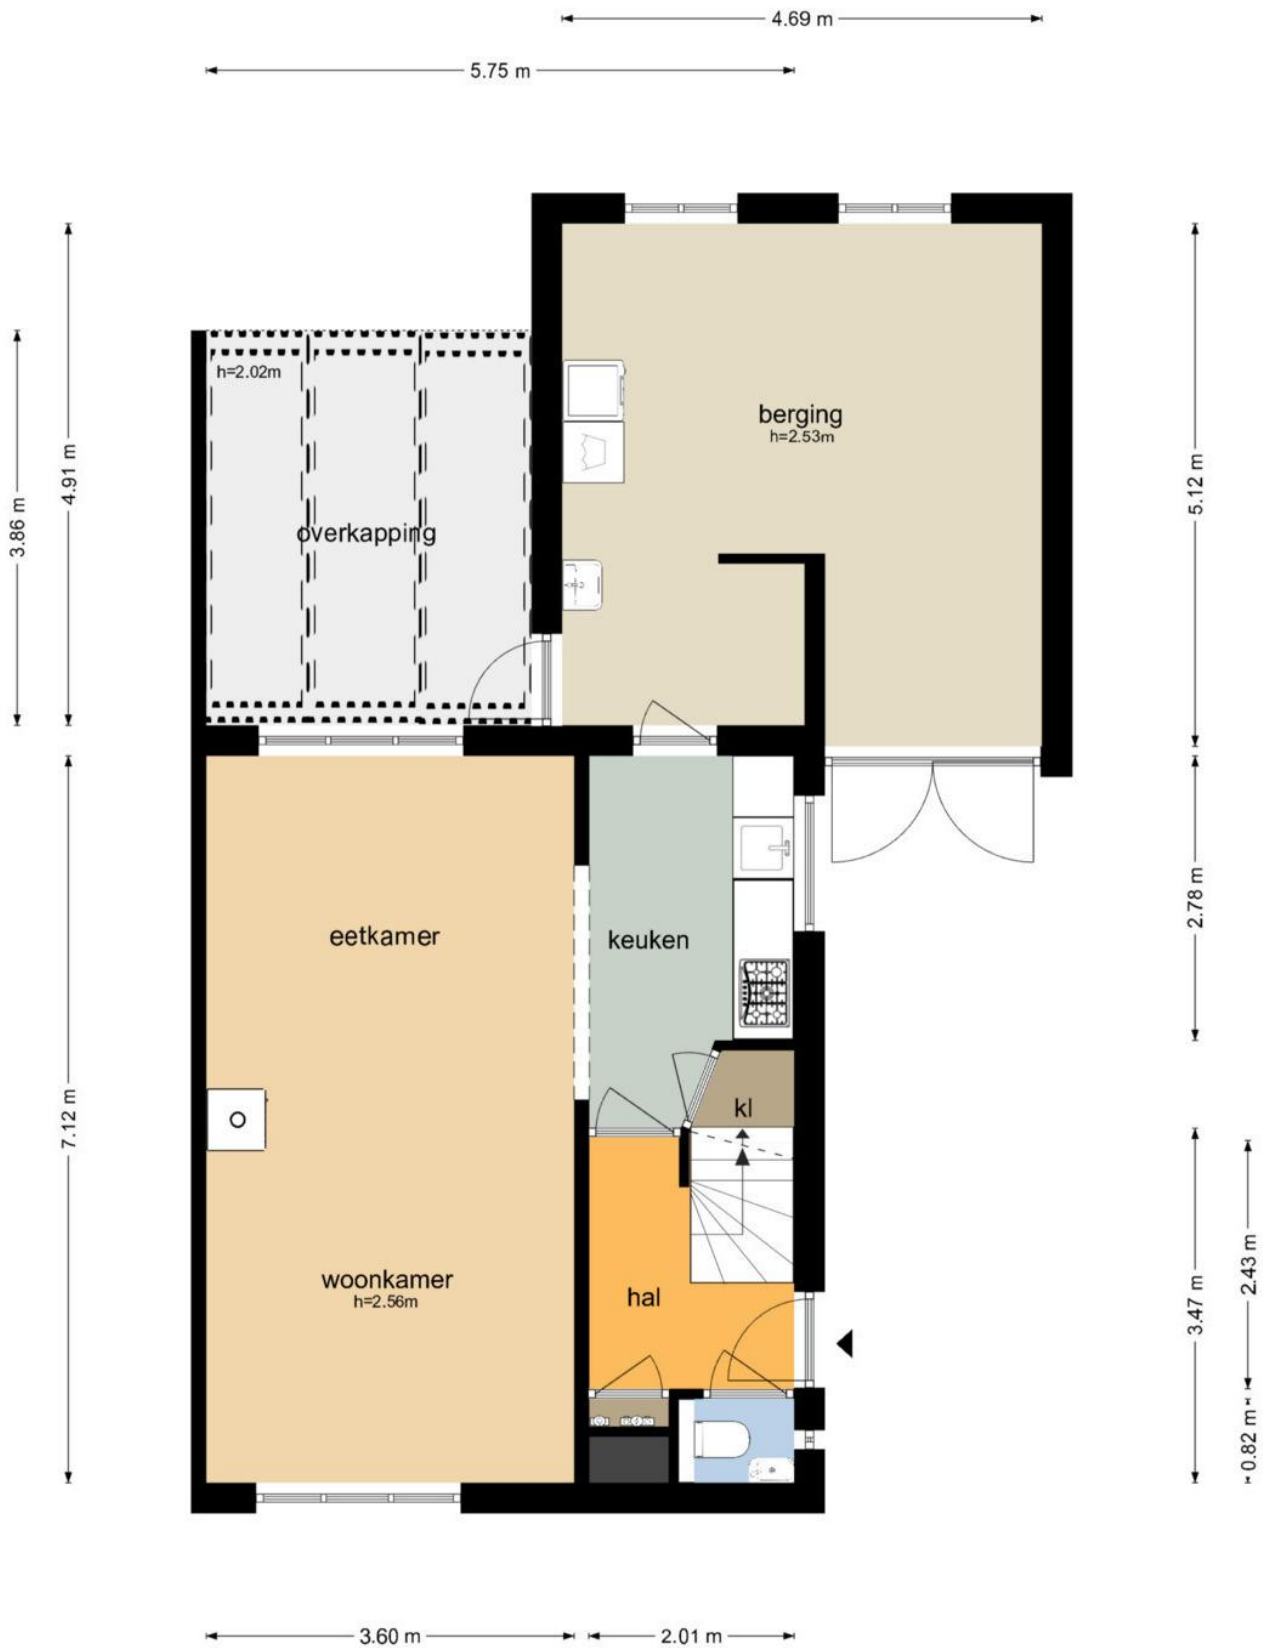 4.69 m
5.75 m
h=2.02m
berging
h=2.53m
4.91 m
5.12 m
3.86 m
overkapping
2.78 m
eetkamer
keuken
7.12 m
kl
2.43 m
woonkamer
h=2.56m
hal
3.47 m
0.82 m
3.60 m
2.01 m